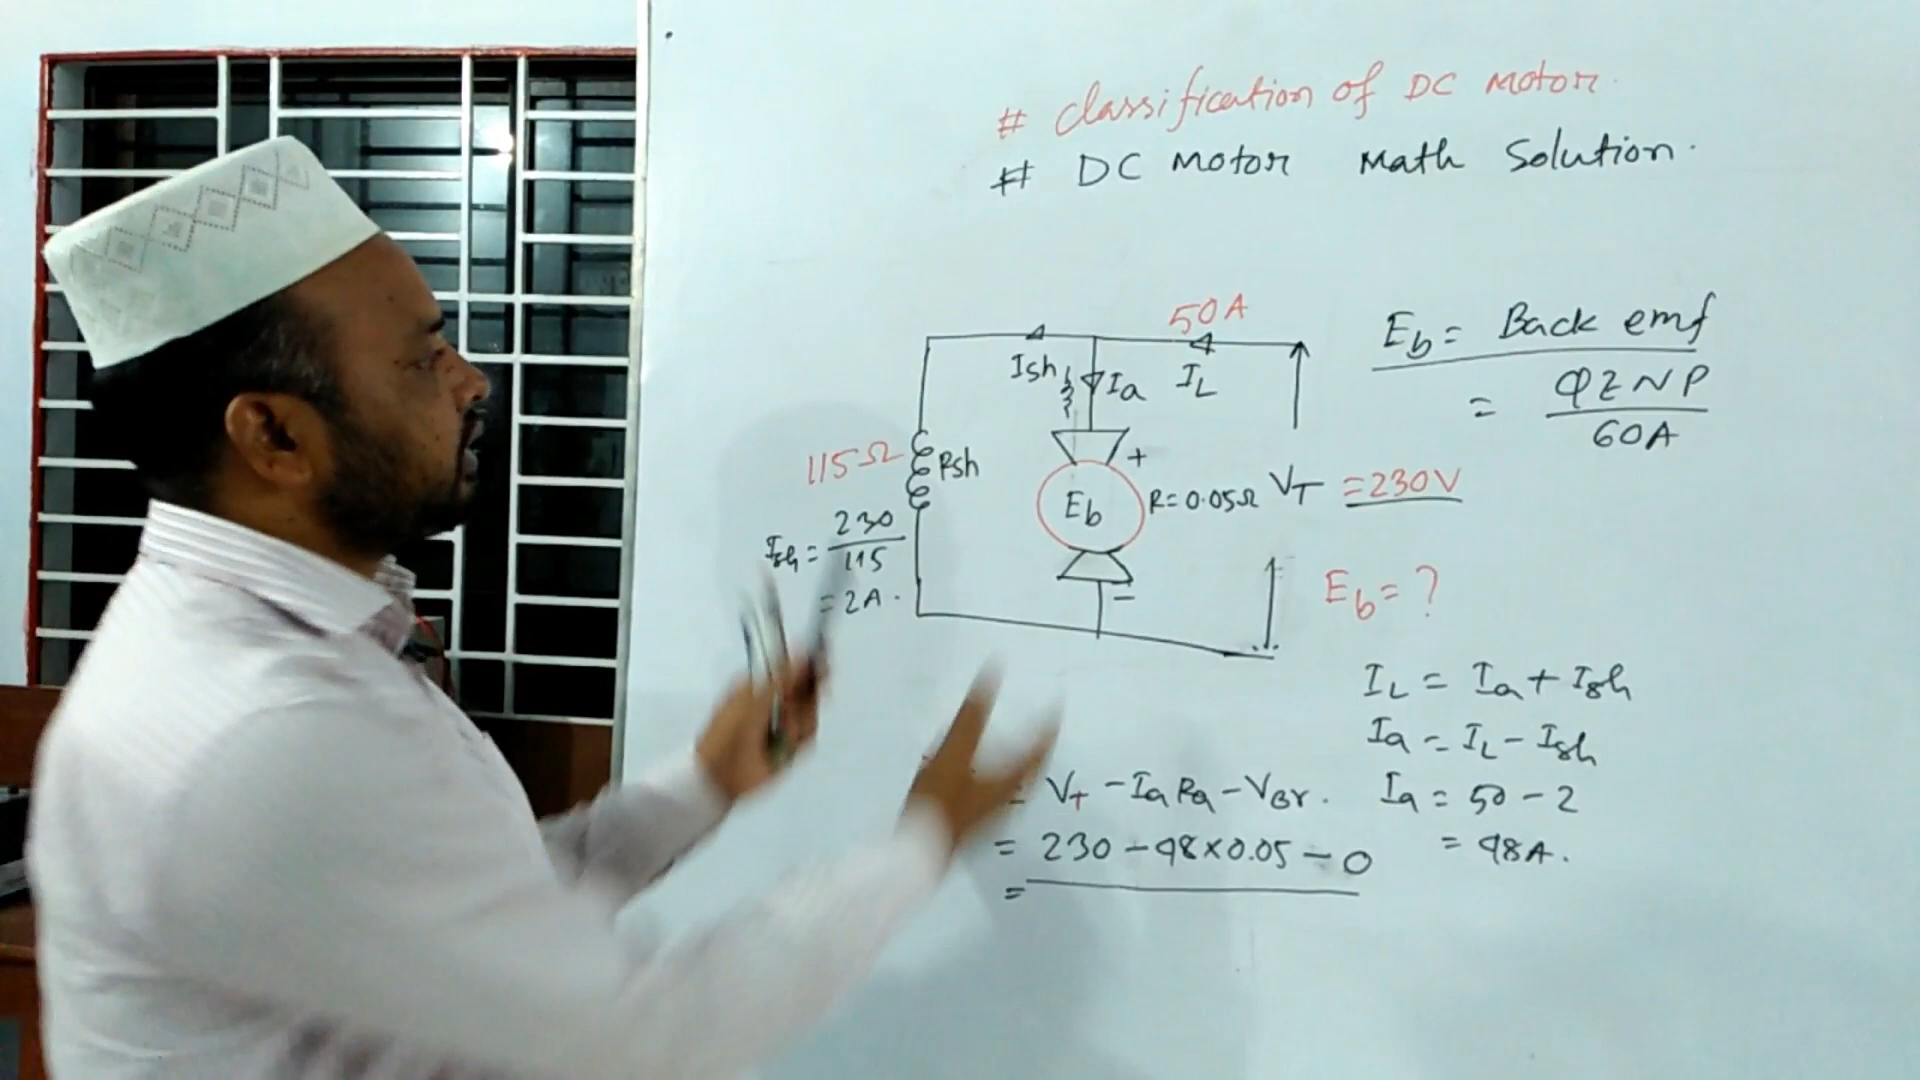 # classification of DC motor.
# DC motor Math Solution.
50A
Ish
Ia
IL
Eb = Back emf
= φZNP
60A
115Ω
Rsh
+
Eb
R=0.05Ω
VT = 230V
Ish = 230
115
= 2A.
−
Eb = ?
IL = Ia + Ish
Ia = IL - Ish
= VT - IaRa - VBr.
Ia = 50 - 2
= 230 - 48×0.05 - 0
= 48A.
=